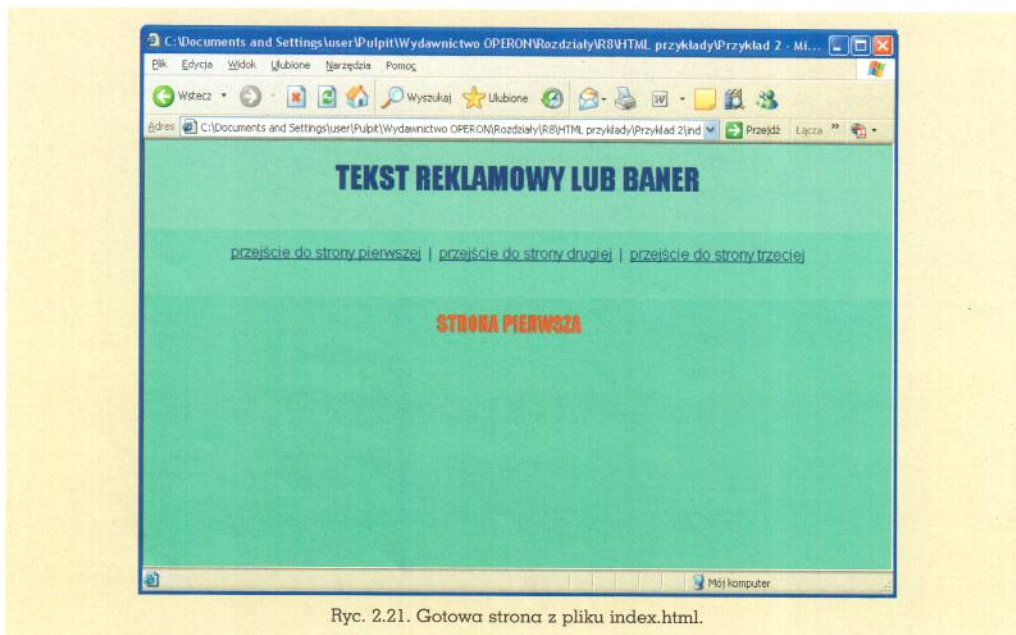 C:\Documents and Settings\user\Pulpit\Wydawnictwo OPERON\Rozdziały\R8\HTML przykłady\Przykład 2 - Mi...
Plik Edycja Widok Ulubione Narzędzia Pomoc
Wstecz Wyszukaj Ulubione
Adres C:\Documents and Settings\user\Pulpit\Wydawnictwo OPERON\Rozdziały\R8\HTML przykłady\Przykład 2\ind Przejdź Łącza »
TEKST REKLAMOWY LUB BANER
przejście do strony pierwszej | przejście do strony drugiej | przejście do strony trzeciej
STRONA PIERWSZA
Mój komputer
Ryc. 2.21. Gotowa strona z pliku index.html.